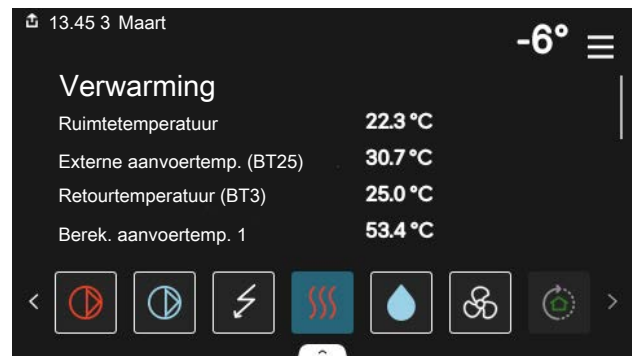 13.45 3 Maart
-6°
Verwarming
Ruimtetemperatuur 22.3 °C
Externe aanvoertemp. (BT25) 30.7 °C
Retourtemperatuur (BT3) 25.0 °C
Berek. aanvoertemp. 1 53.4 °C